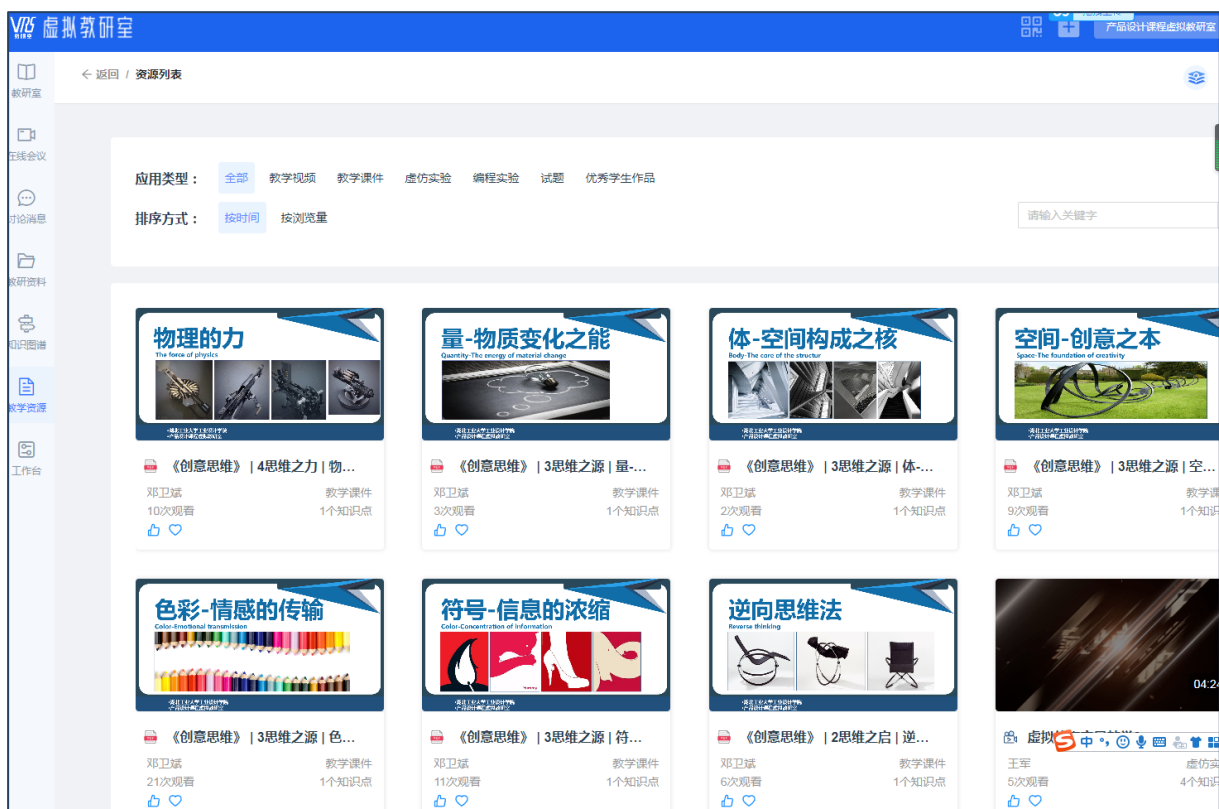 虚拟教研室
产品设计课程虚拟教研室
教研室
在线会议
讨论消息
教研资料
知识图谱
教学资源
工作台
← 返回 / 资源列表
应用类型： 全部 教学视频 教学课件 虚仿实验 编程实验 试题 优秀学生作品
排序方式： 按时间 按浏览量
请输入关键字
物理的力
The force of physics
《创意思维》 | 4思维之力 | 物...
邓卫斌 教学课件
10次观看 1个知识点
量-物质变化之能
Quantity-The energy of material change
《创意思维》 | 3思维之源 | 量-...
邓卫斌 教学课件
3次观看 1个知识点
体-空间构成之核
Body-The core of the structur
《创意思维》 | 3思维之源 | 体-...
邓卫斌 教学课件
2次观看 1个知识点
空间-创意之本
Space-The foundation of creativity
《创意思维》 | 3思维之源 | 空...
邓卫斌 教学课
9次观看 1个知识
色彩-情感的传输
Color-Emotional transmission
《创意思维》 | 3思维之源 | 色...
邓卫斌 教学课件
21次观看 1个知识点
符号-信息的浓缩
Color-Concentration of information
《创意思维》 | 3思维之源 | 符...
邓卫斌 教学课件
11次观看 1个知识点
逆向思维法
Reverse thinking
《创意思维》 | 2思维之启 | 逆...
邓卫斌 教学课件
6次观看 1个知识点
04:24
虚拟
中
王军 虚仿实
5次观看 4个知识